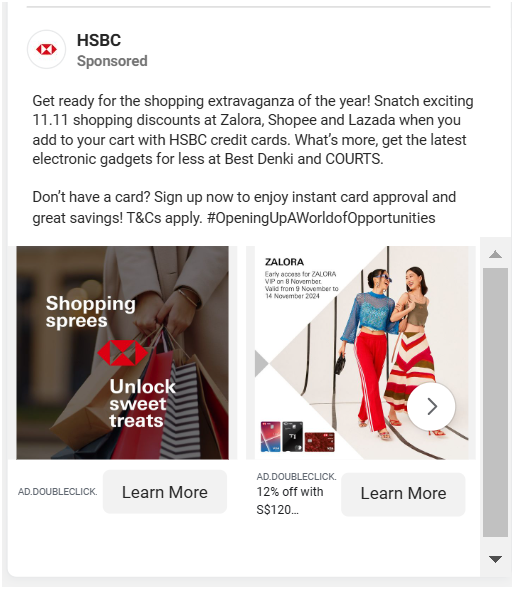 HSBC
Sponsored
Get ready for the shopping extravaganza of the year! Snatch exciting
11.11 shopping discounts at Zalora, Shopee and Lazada when you
add to your cart with HSBC credit cards. What's more, get the latest
electronic gadgets for less at Best Denki and COURTS.
Don't have a card? Sign up now to enjoy instant card approval and
great savings! T&Cs apply. #OpeningUpAWorldofOpportunities
Shopping
sprees
Unlock
sweet
treats
AD.DOUBLECLICK.
Learn More
ZALORA
Early access for ZALORA
VIP on 8 November.
Valid from 9 November to
14 November 2024
AD.DOUBLECLICK.
12% off with
S$120...
Learn More